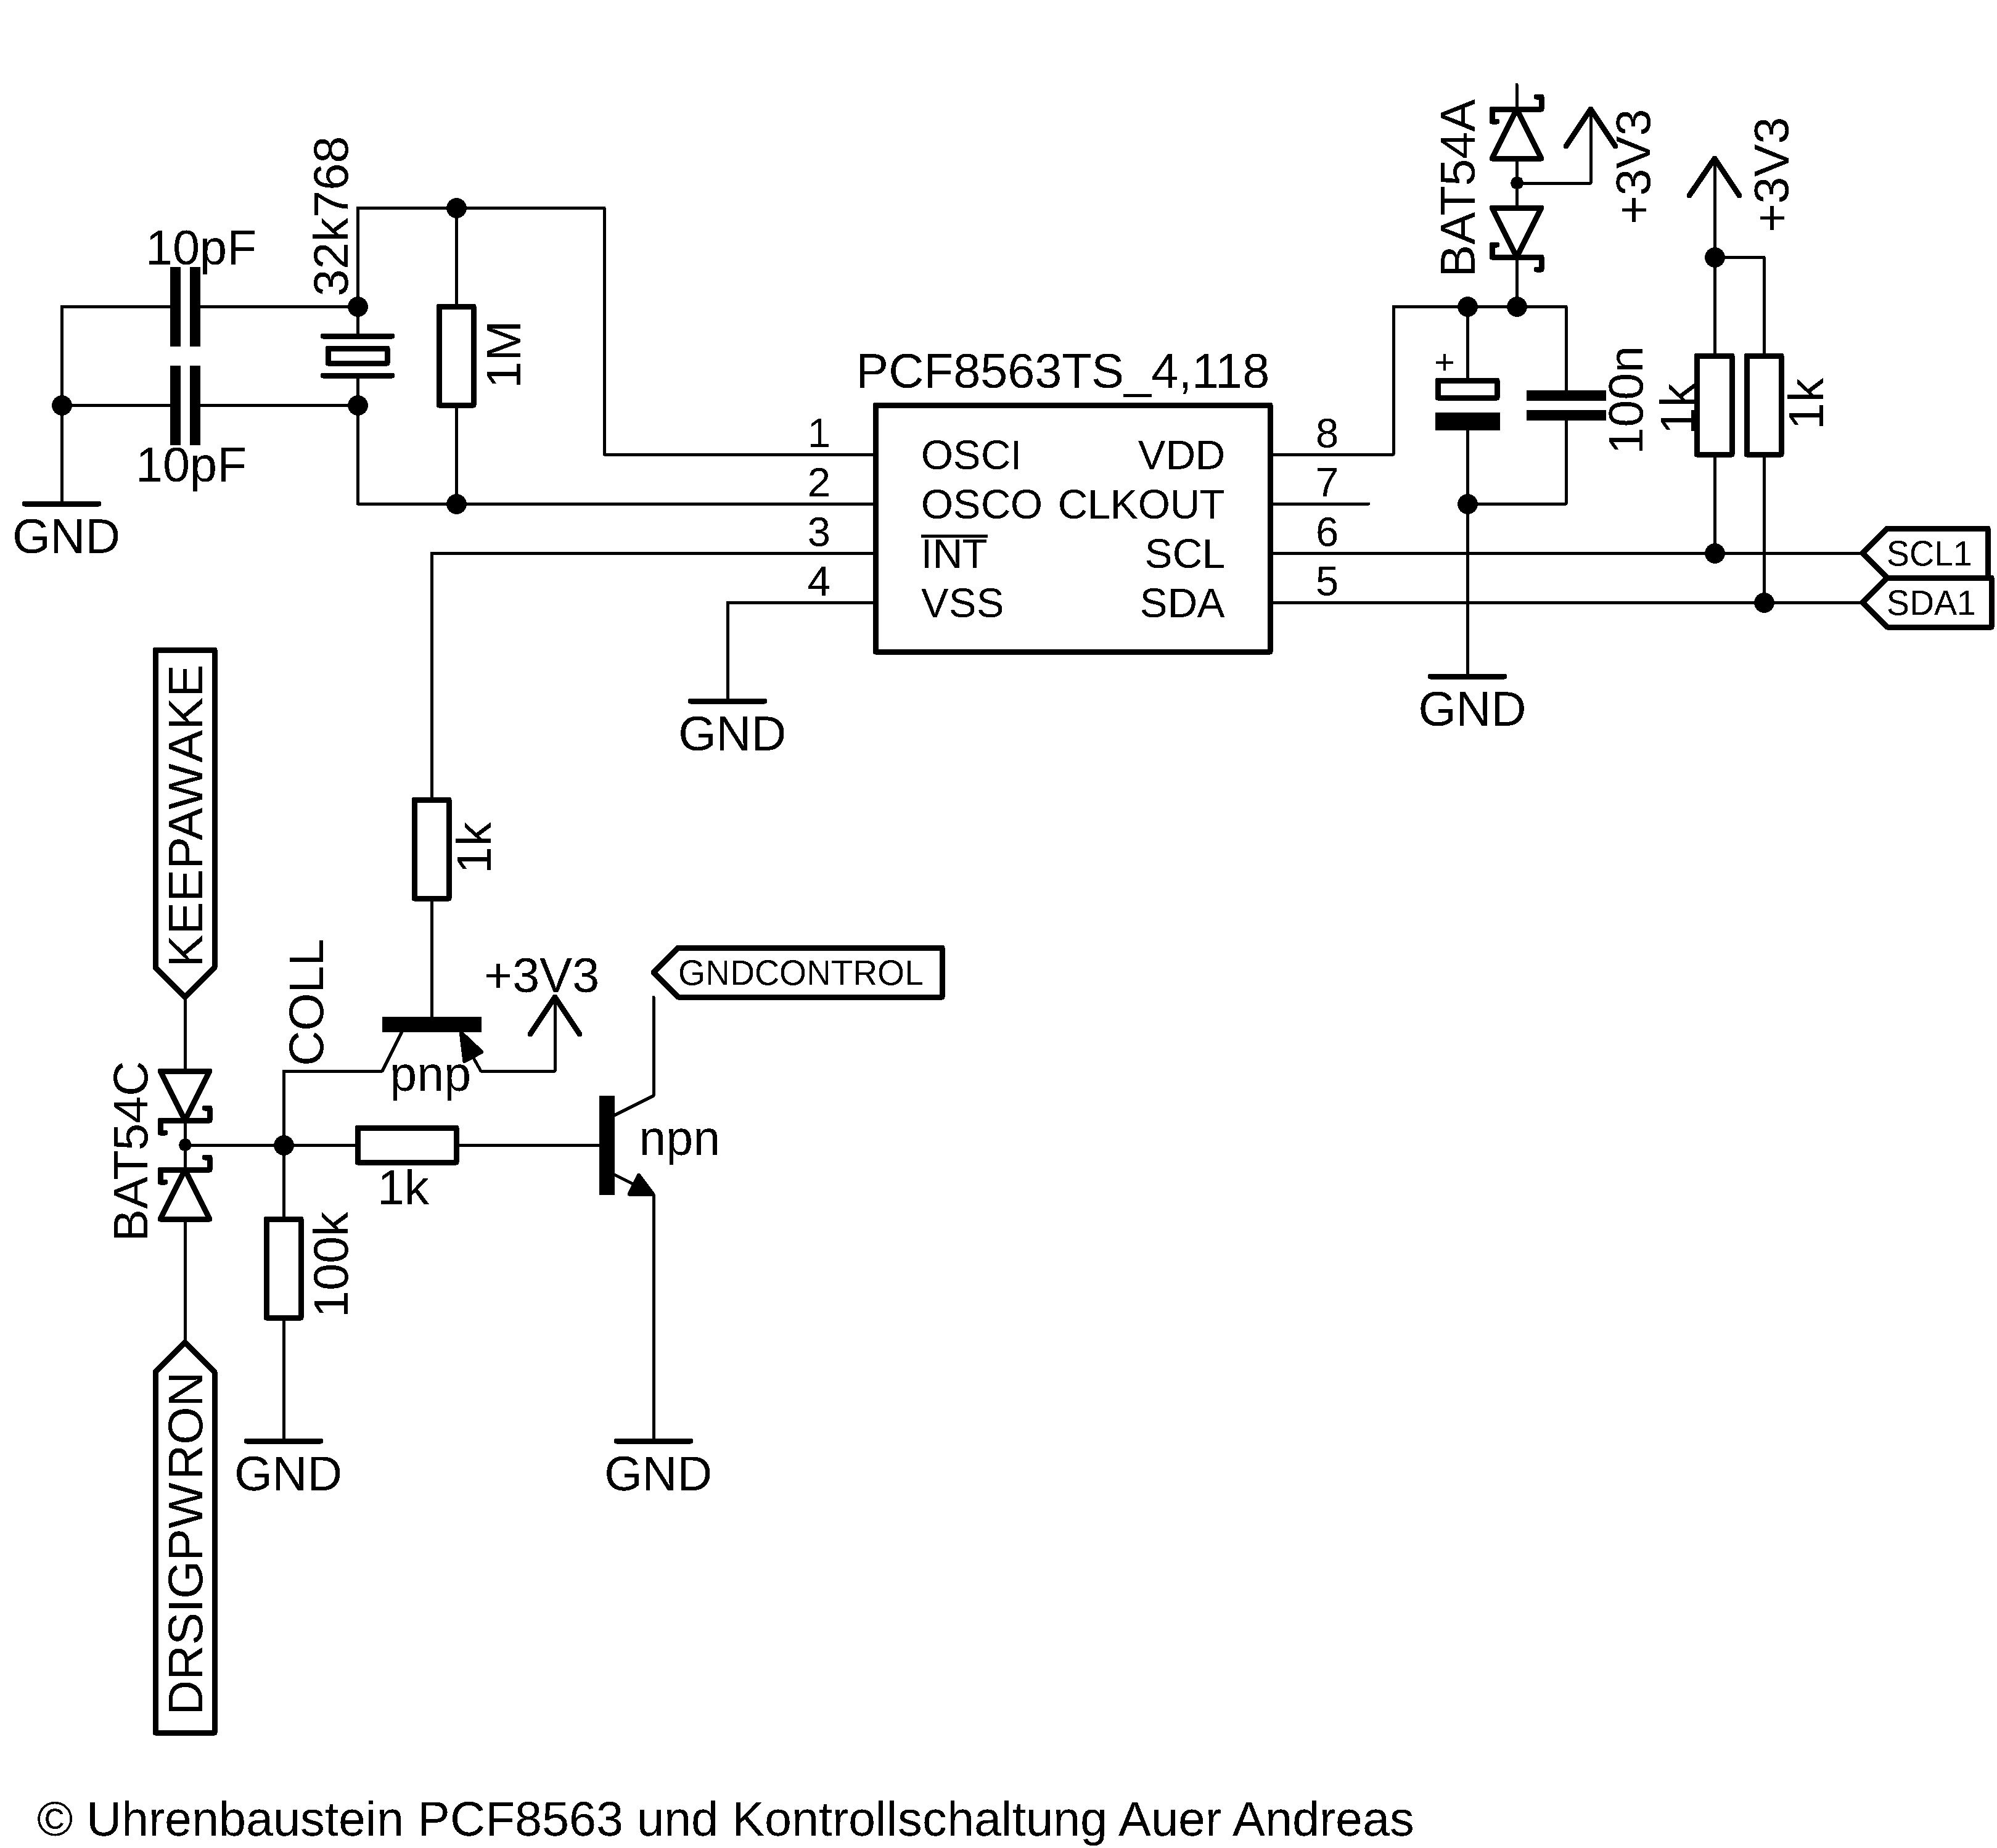 10pF
10pF
GND
32k768
1M
PCF8563TS_4,118
1
2
3
4
OSCI
OSCO
INT
VSS
VDD
CLKOUT
SCL
SDA
8
7
6
5
BAT54A
+3V3
+3V3
+
100n
1k
1k
SCL1
SDA1
GND
GND
KEEPAWAKE
1k
COLL
+3V3
GNDCONTROL
pnp
npn
BAT54C
1k
100k
GND
GND
DRSIGPWRON
© Uhrenbaustein PCF8563 und Kontrollschaltung Auer Andreas